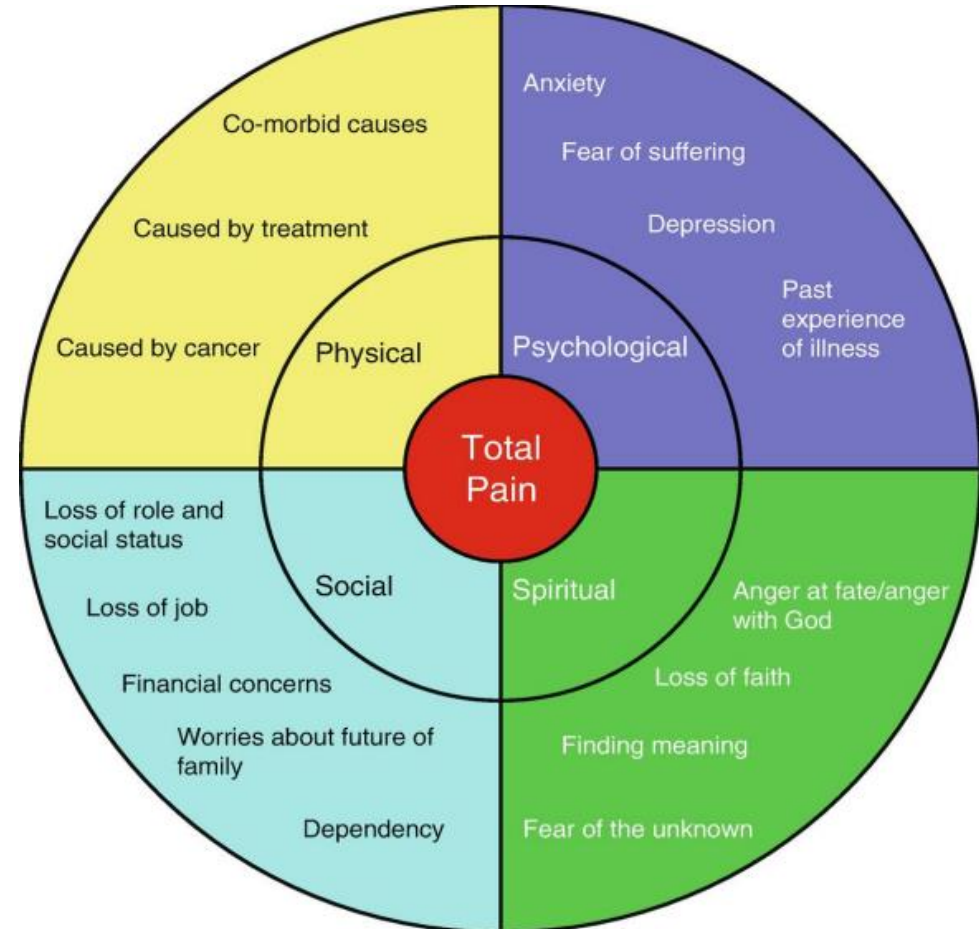 Co-morbid causes
Caused by treatment
Caused by cancer
Physical
Anxiety
Fear of suffering
Depression
Past
experience
of illness
Psychological
Total
Pain
Loss of role and
social status
Loss of job
Financial concerns
Worries about future of
family
Dependency
Social
Spiritual
Anger at fate/anger
with God
Loss of faith
Finding meaning
Fear of the unknown